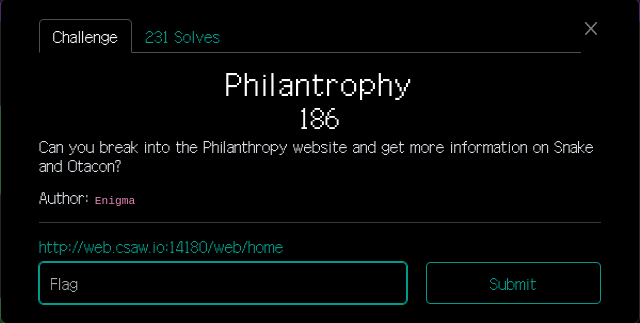 Challenge
231 Solves
×
Philantrophy
186
Can you break into the Philanthropy website and get more information on Snake
and Otacon?
Author: Enigma
http://web.csaw.io:14180/web/home
Flag
Submit